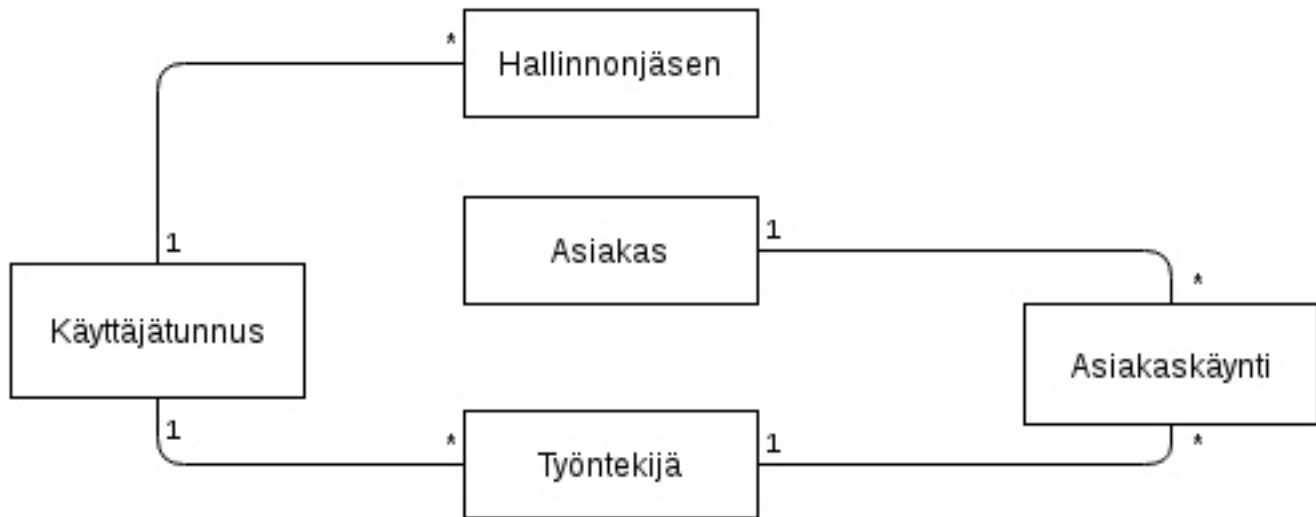 *
Hallinnonjäsen
1
Asiakas
1
*
Käyttäjätunnus
Asiakaskäynti
1
*
Työntekijä
1
*